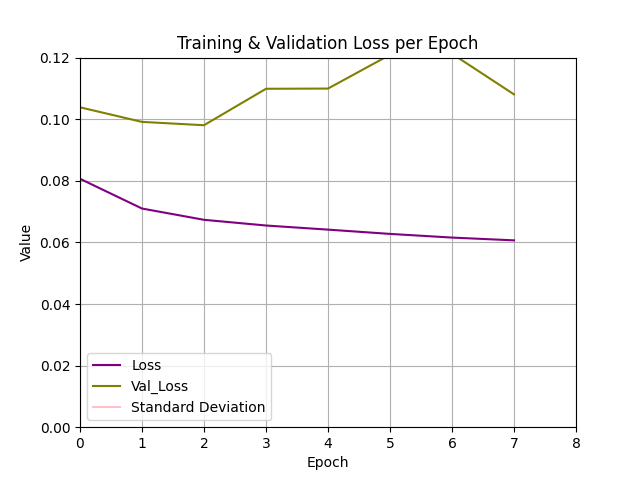 Training & Validation Loss per Epoch
Value
0.12
0.10
0.08
0.06
0.04
0.02
0.00
Loss
Val_Loss
Standard Deviation
0 1 2 3 4 5 6 7 8
Epoch